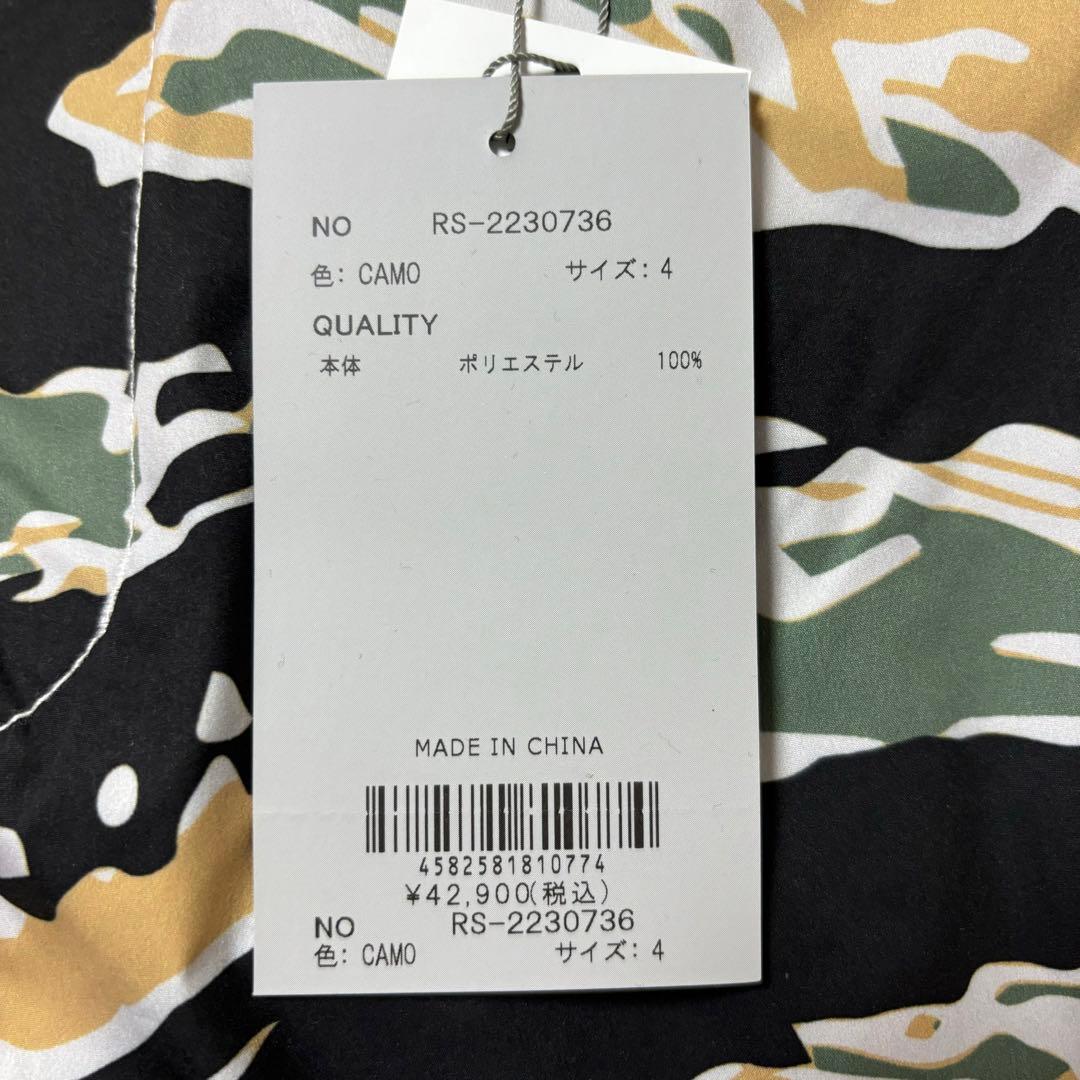 NO RS-2230736
色: CAMO サイズ: 4
QUALITY
本体 ポリエステル 100%
MADE IN CHINA
4582581810774
¥42,900(税込)
NO RS-2230736
色: CAMO サイズ: 4